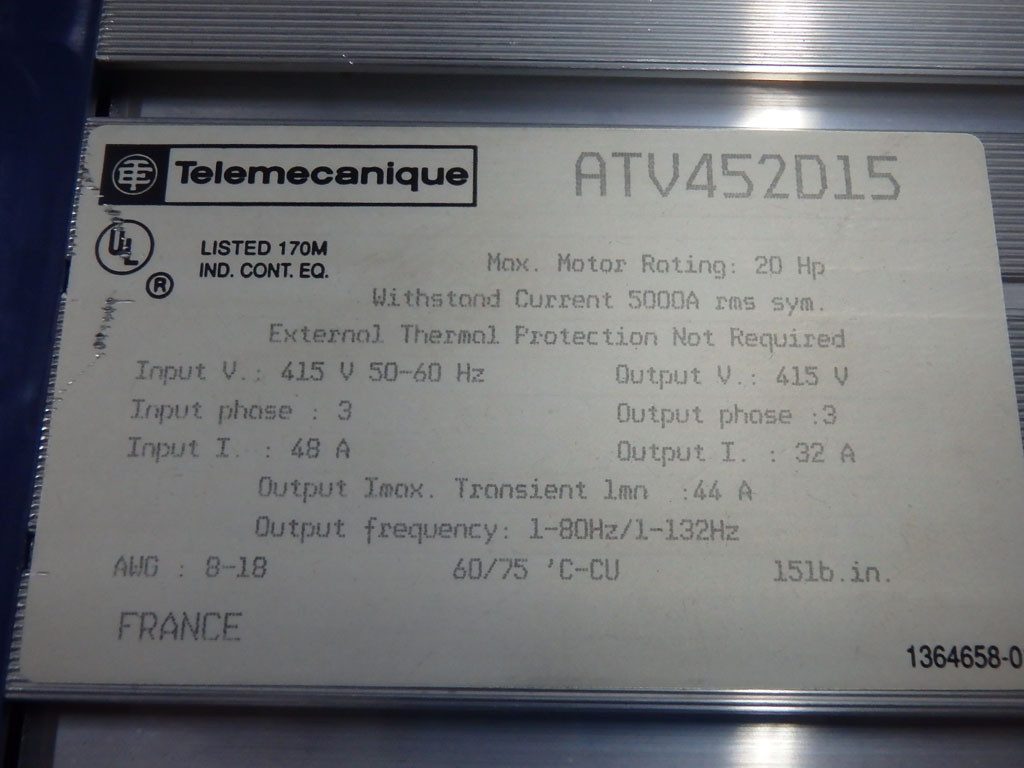 Telemecanique ATV452D15
UL
LISTED 170M
IND. CONT. EQ.
®
Max. Motor Rating: 20 Hp
Withstand Current 5000A rms sym.
External Thermal Protection Not Required
Input V.: 415 V 50-60 Hz Output V.: 415 V
Input phase : 3 Output phase :3
Input I. : 48 A Output I. : 32 A
Output Imax. Transient 1mn :44 A
Output frequency: 1-80Hz/1-132Hz
AWG : 8-18 60/75 'C-CU 15lb.in.
FRANCE
1364658-0